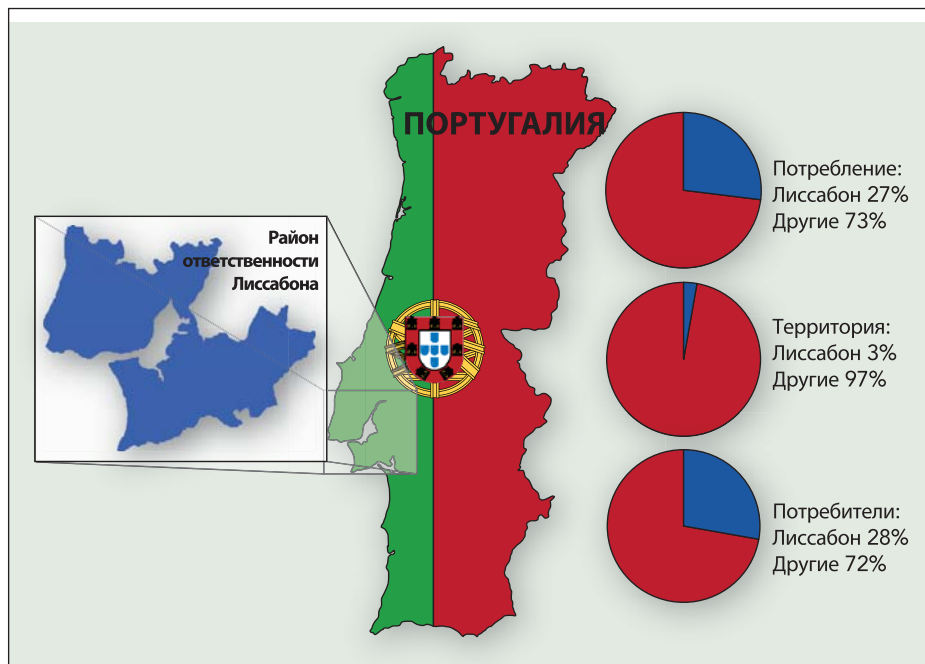 ПОРТУГАЛИЯ
Район
ответственности
Лиссабона
Потребление:
Лиссабон 27%
Другие 73%
Территория:
Лиссабон 3%
Другие 97%
Потребители:
Лиссабон 28%
Другие 72%